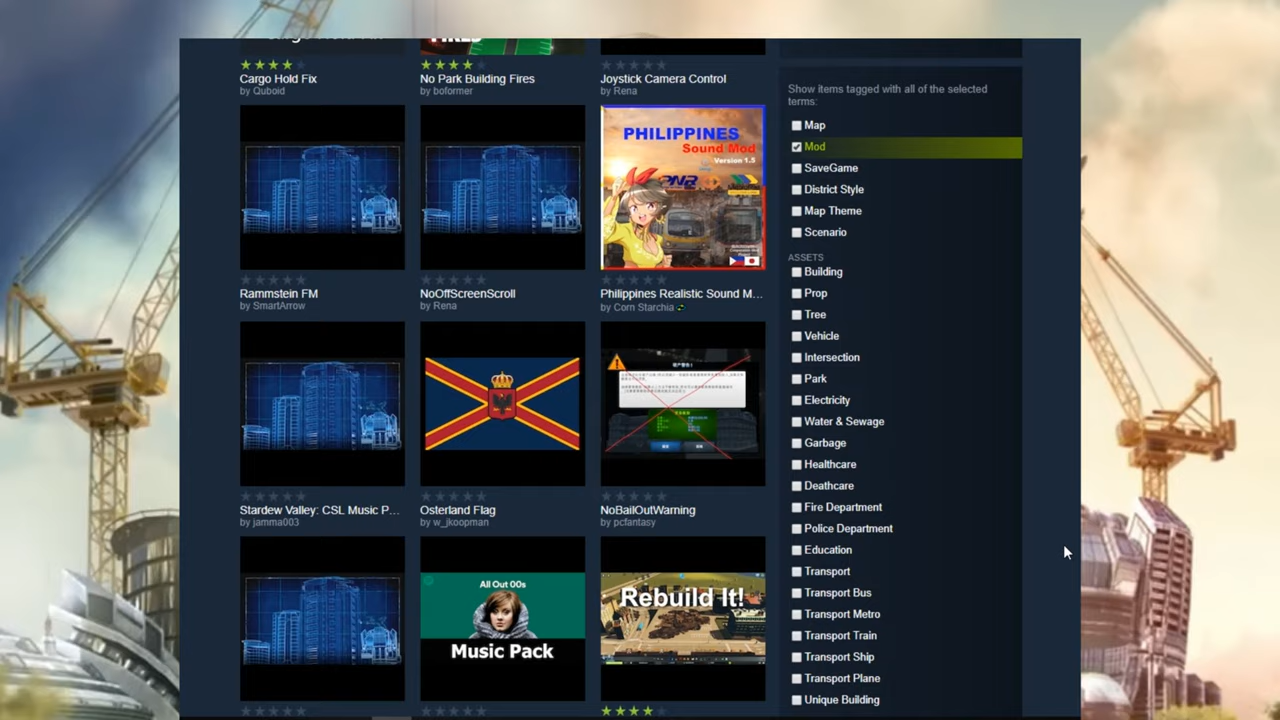 Cargo Hold Fix
by Quboid
No Park Building Fires
by boformer
Joystick Camera Control
by Rena
PHILIPPINES
Sound Mod
Version 1.5
PNR
Rammstein FM
by SmartArrow
NoOffScreenScroll
by Rena
Philippines Realistic Sound M...
by Corn Starchia
Stardew Valley: CSL Music P...
by jamma003
Osterland Flag
by w_jkoopman
NoBailOutWarning
by pcfantasy
All Out 00s
Music Pack
Rebuild It!
Show items tagged with all of the selected
terms:
Map
Mod
SaveGame
District Style
Map Theme
Scenario
ASSETS
Building
Prop
Tree
Vehicle
Intersection
Park
Electricity
Water & Sewage
Garbage
Healthcare
Deathcare
Fire Department
Police Department
Education
Transport
Transport Bus
Transport Metro
Transport Train
Transport Ship
Transport Plane
Unique Building